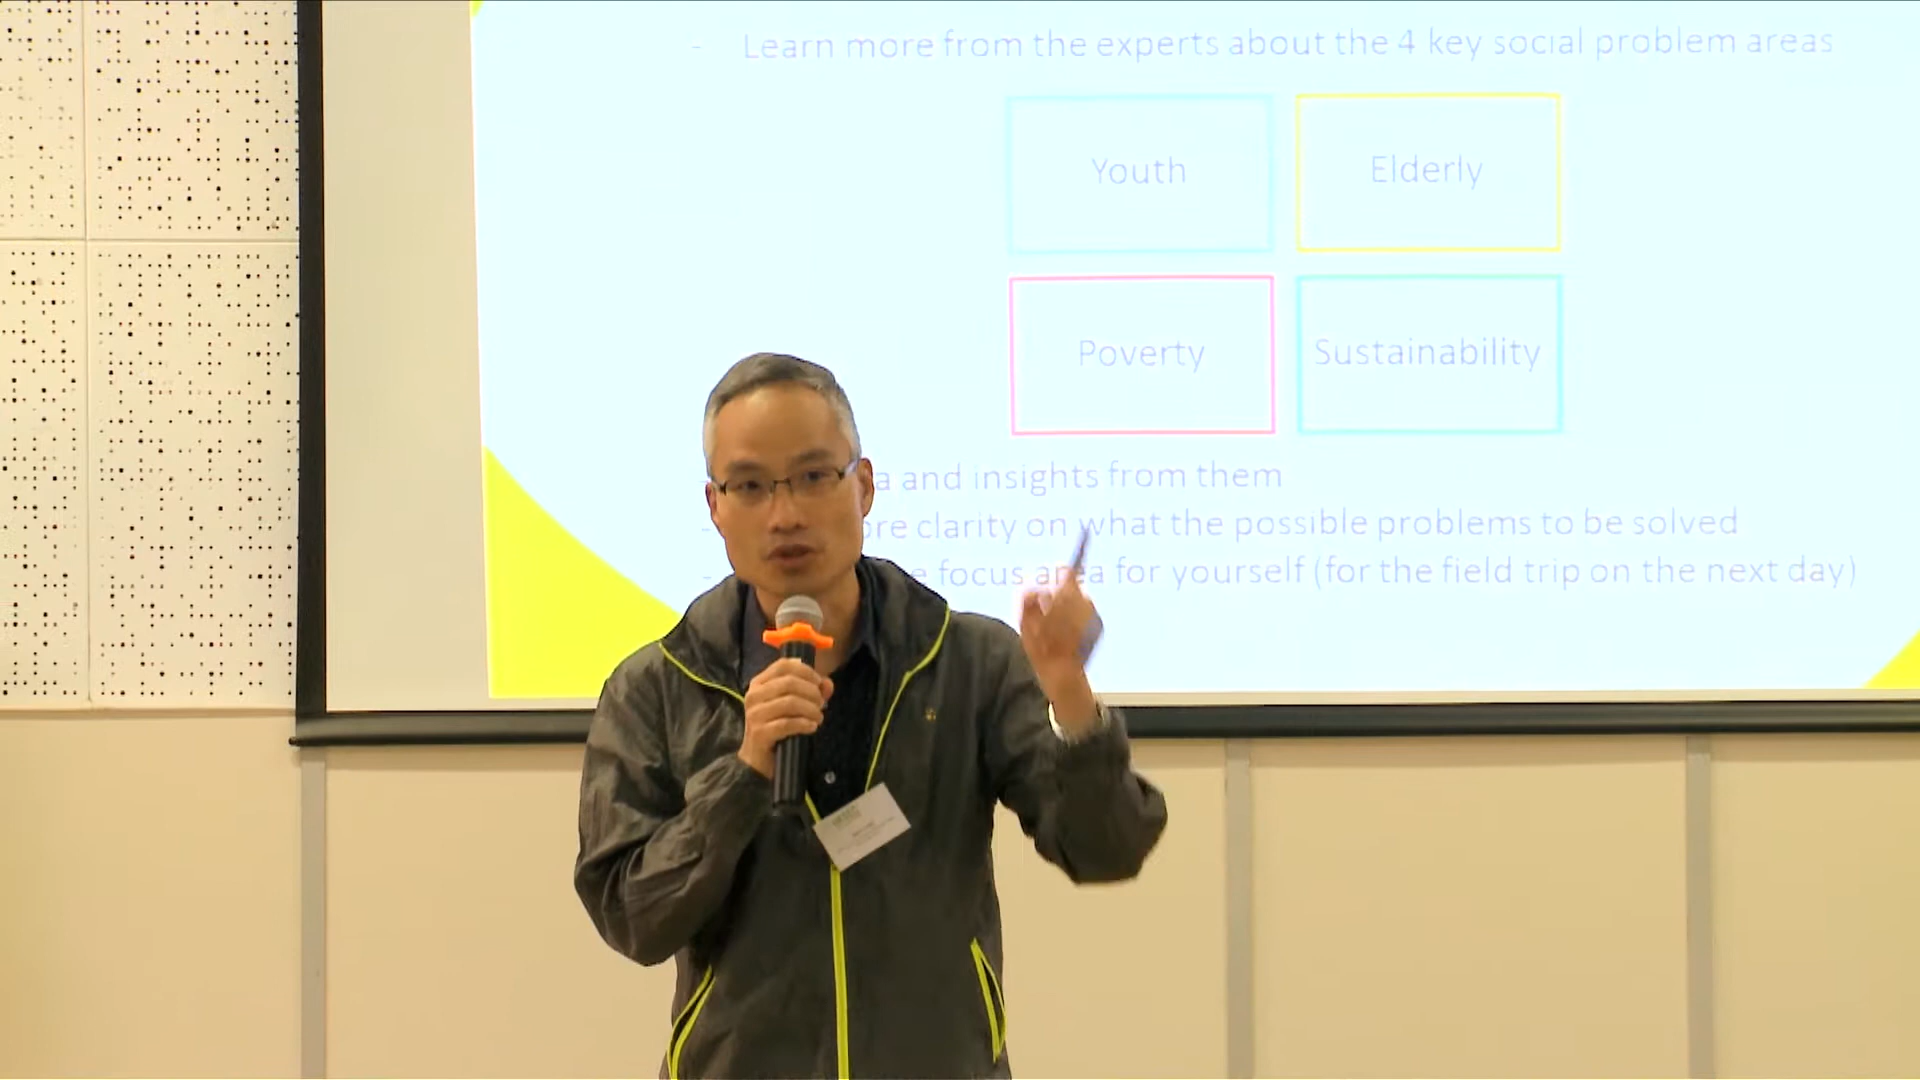 - Learn more from the experts about the 4 key social problem areas
Youth
Elderly
Poverty
Sustainability
- and insights from them
- clarity on what the possible problems to be solved
- focus area for yourself (for the field trip on the next day)